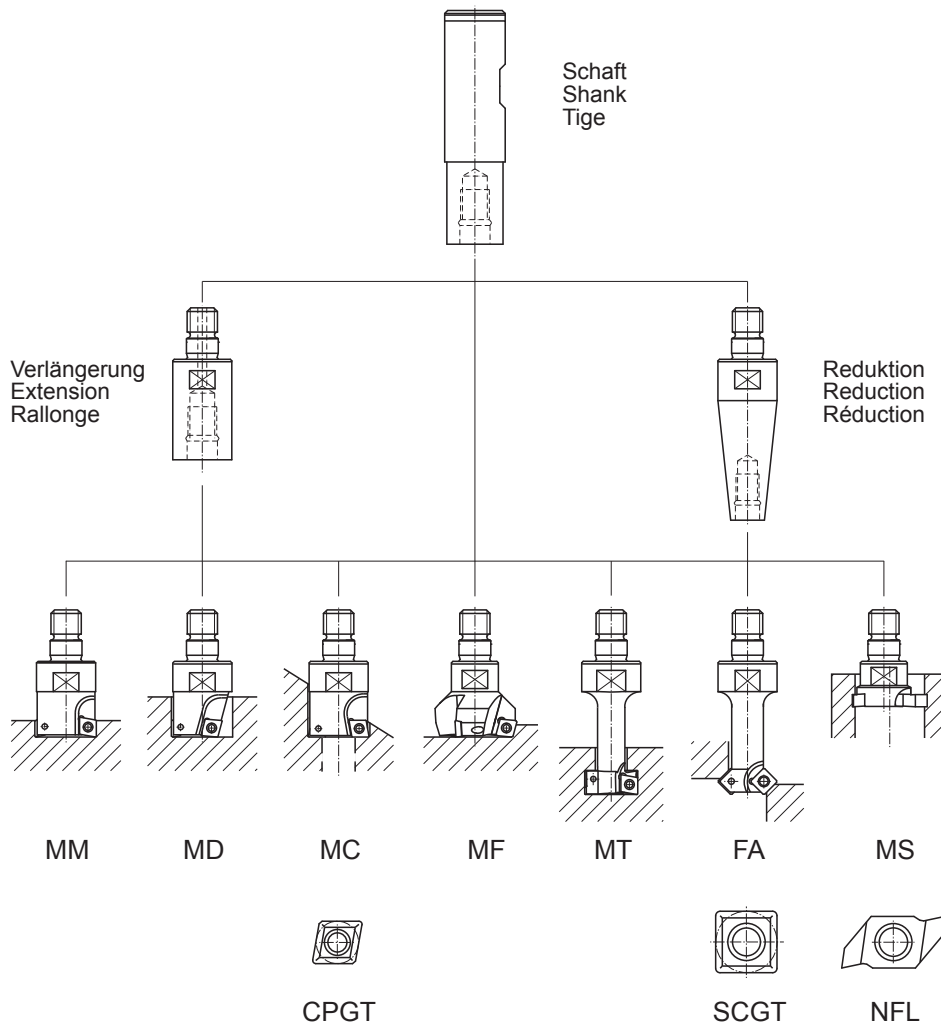 Schaft
Shank
Tige
Verlängerung
Extension
Rallonge
Reduktion
Reduction
Réduction
MM MD MC MF MT FA MS
CPGT SCGT NFL